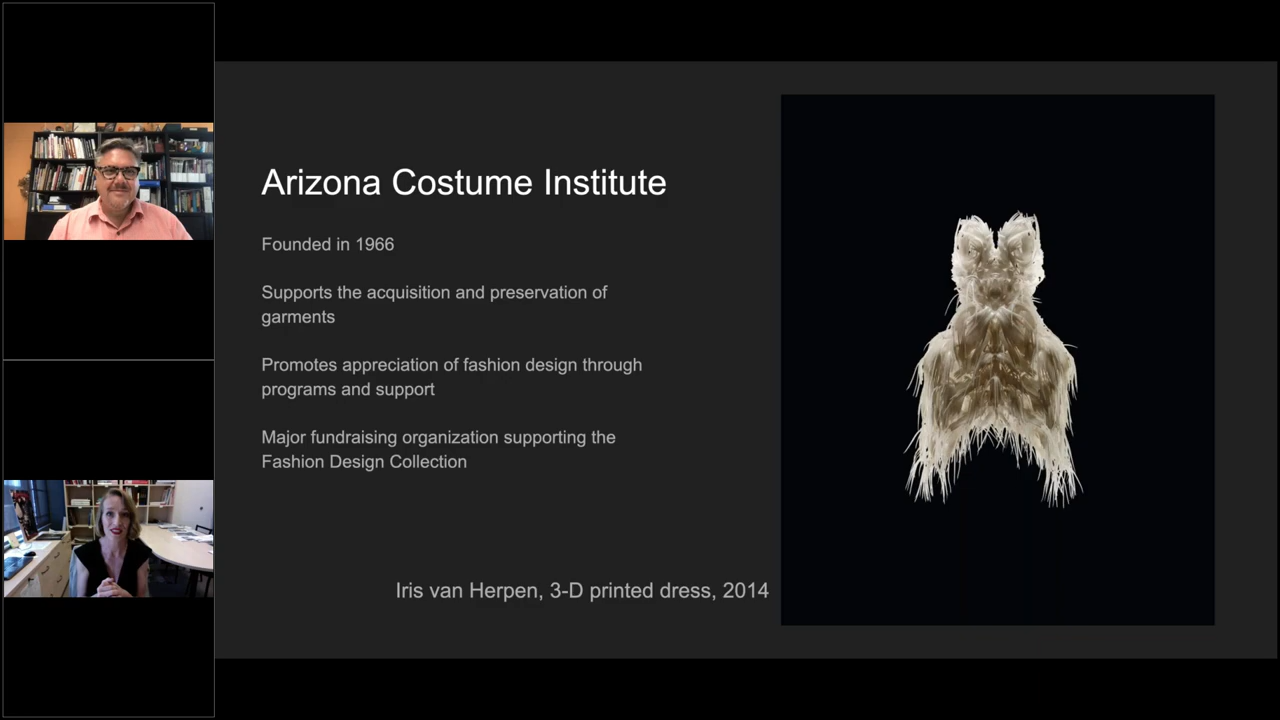 Arizona Costume Institute
Founded in 1966
Supports the acquisition and preservation of
garments
Promotes appreciation of fashion design through
programs and support
Major fundraising organization supporting the
Fashion Design Collection
Iris van Herpen, 3-D printed dress, 2014